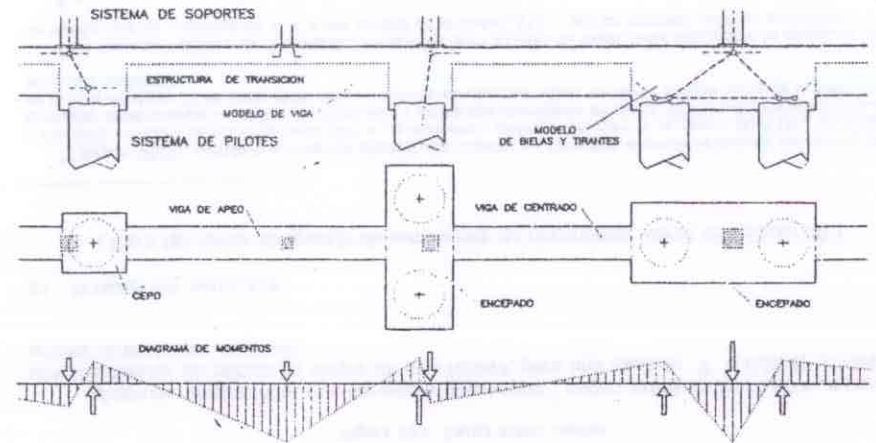 SISTEMA DE SOPORTES
ESTRUCTURA DE TRANSICION
MODELO DE VIGA
SISTEMA DE PILOTES
MODELO
DE BIELAS Y TIRANTES
VIGA DE APEO
VIGA DE CENTRADO
CEPO
ENCEPADO
ENCEPADO
DIAGRAMA DE MOMENTOS